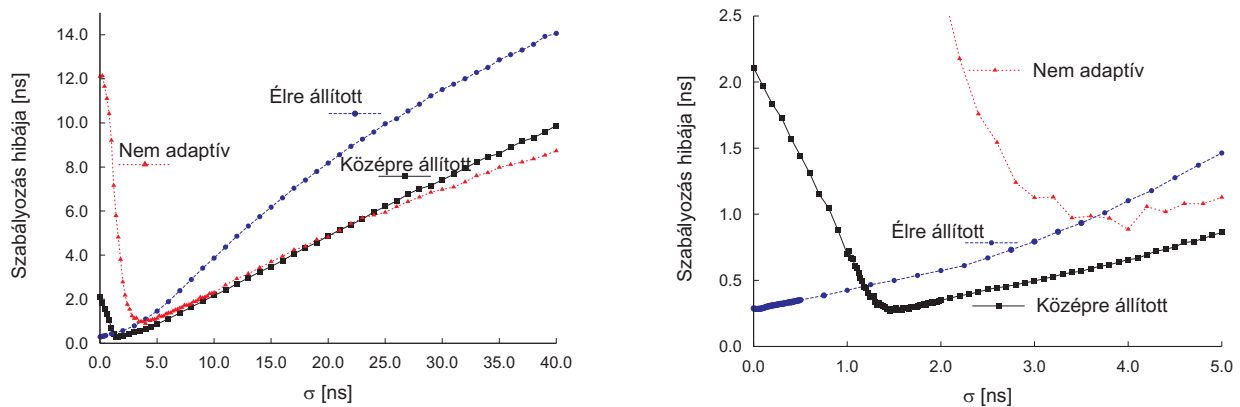 14.0
12.0
10.0
8.0
6.0
4.0
2.0
0.0
Szabályozás hibája [ns]
Élre állított
Nem adaptív
Középre állított
0.0 5.0 10.0 15.0 20.0 25.0 30.0 35.0 40.0
σ [ns]
2.5
2.0
1.5
1.0
0.5
0.0
Szabályozás hibája [ns]
Nem adaptív
Élre állított
Középre állított
0.0 1.0 2.0 3.0 4.0 5.0
σ [ns]